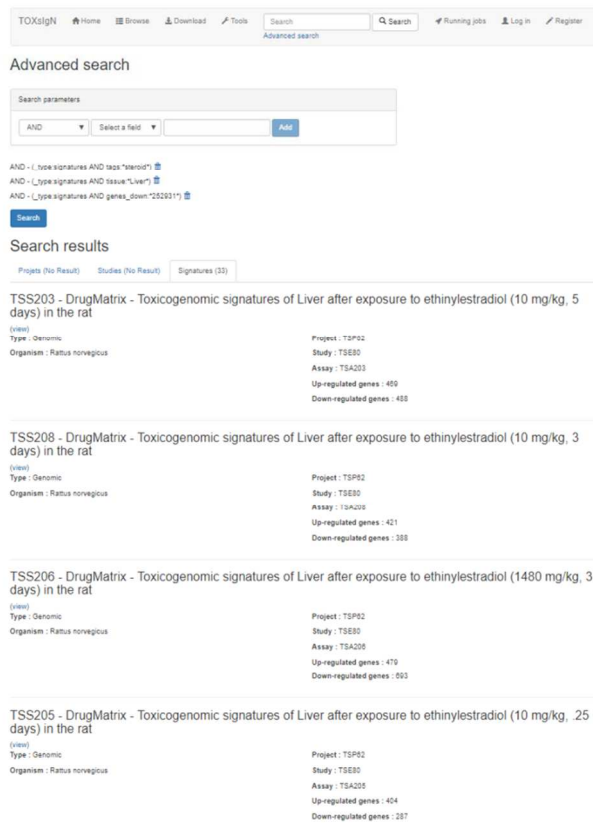 TOXsIgN Home Browse Download Tools Search Search Running jobs Log in Register
Advanced search
Advanced search
Search parameters
AND Select a field Add
AND - (_type:signatures AND tags:"steroid")
AND - (_type:signatures AND tissue:"Liver")
AND - (_type:signatures AND genes_down:"252931")
Search
Search results
Projets (No Result) Studies (No Result) Signatures (33)
TSS203 - DrugMatrix - Toxicogenomic signatures of Liver after exposure to ethinylestradiol (10 mg/kg, 5
days) in the rat
(view)
Type : Genomic Project : TSP62
Organism : Rattus norvegicus Study : TSE80
Assay : TSA203
Up-regulated genes : 469
Down-regulated genes : 488
TSS208 - DrugMatrix - Toxicogenomic signatures of Liver after exposure to ethinylestradiol (10 mg/kg, 3
days) in the rat
(view)
Type : Genomic Project : TSP62
Organism : Rattus norvegicus Study : TSE80
Assay : TSA208
Up-regulated genes : 421
Down-regulated genes : 388
TSS206 - DrugMatrix - Toxicogenomic signatures of Liver after exposure to ethinylestradiol (1480 mg/kg, 3
days) in the rat
(view)
Type : Genomic Project : TSP62
Organism : Rattus norvegicus Study : TSE80
Assay : TSA206
Up-regulated genes : 479
Down-regulated genes : 693
TSS205 - DrugMatrix - Toxicogenomic signatures of Liver after exposure to ethinylestradiol (10 mg/kg, .25
days) in the rat
(view)
Type : Genomic Project : TSP62
Organism : Rattus norvegicus Study : TSE80
Assay : TSA205
Up-regulated genes : 404
Down-regulated genes : 287